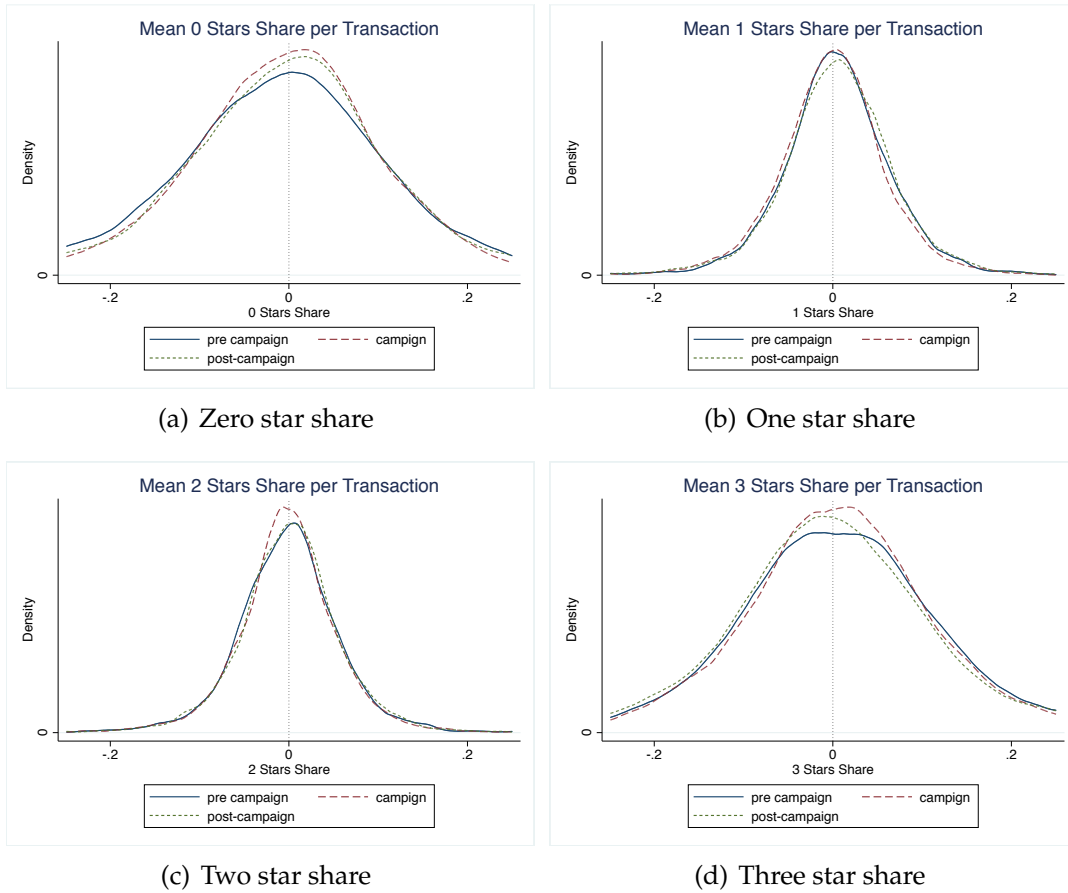 Mean 0 Stars Share per Transaction
Density
0
-.2 0 .2
0 Stars Share
pre campaign campign
post-campaign
(a) Zero star share
Mean 1 Stars Share per Transaction
Density
0
-.2 0 .2
1 Stars Share
pre campaign campign
post-campaign
(b) One star share
Mean 2 Stars Share per Transaction
Density
0
-.2 0 .2
2 Stars Share
pre campaign campign
post-campaign
(c) Two star share
Mean 3 Stars Share per Transaction
Density
0
-.2 0 .2
3 Stars Share
pre campaign campign
post-campaign
(d) Three star share